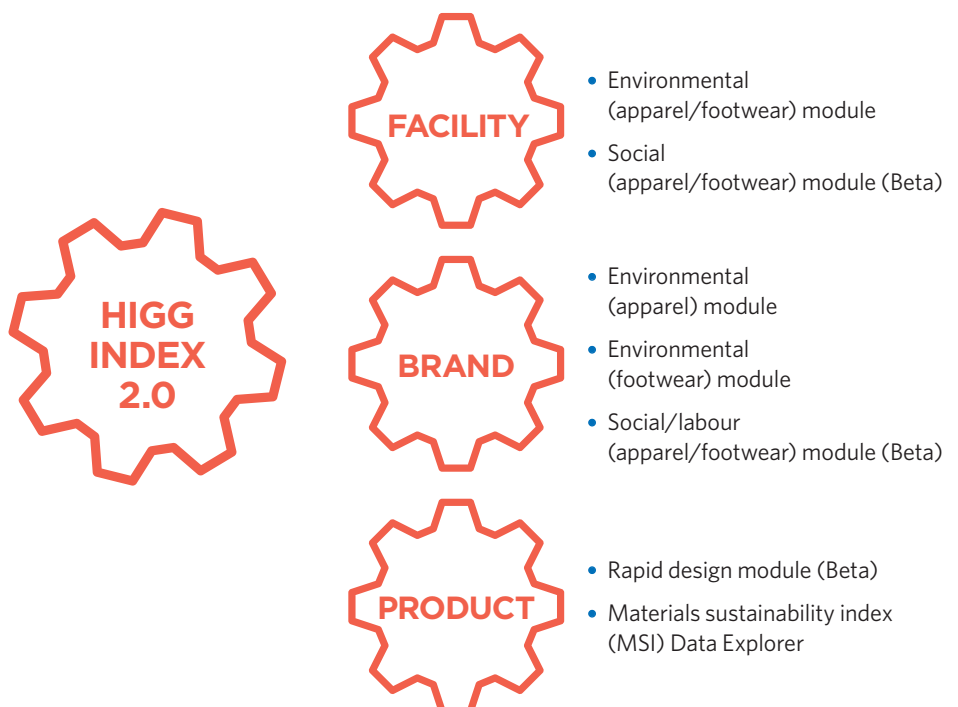 HIGG
INDEX
2.0
FACILITY
• Environmental
(apparel/footwear) module
• Social
(apparel/footwear) module (Beta)
BRAND
• Environmental
(apparel) module
• Environmental
(footwear) module
• Social/labour
(apparel/footwear) module (Beta)
PRODUCT
• Rapid design module (Beta)
• Materials sustainability index
(MSI) Data Explorer